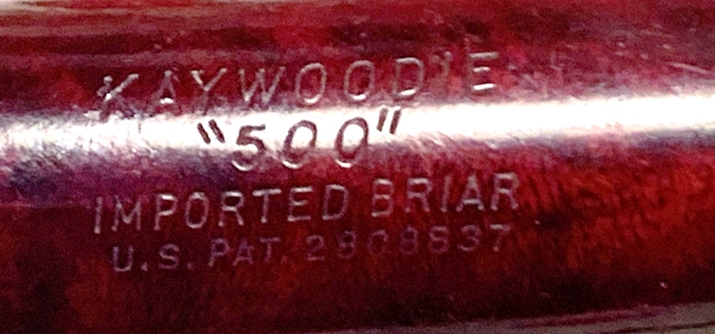 KAYWOODIE
"500"
IMPORTED BRIAR
U.S. PAT. 2808837